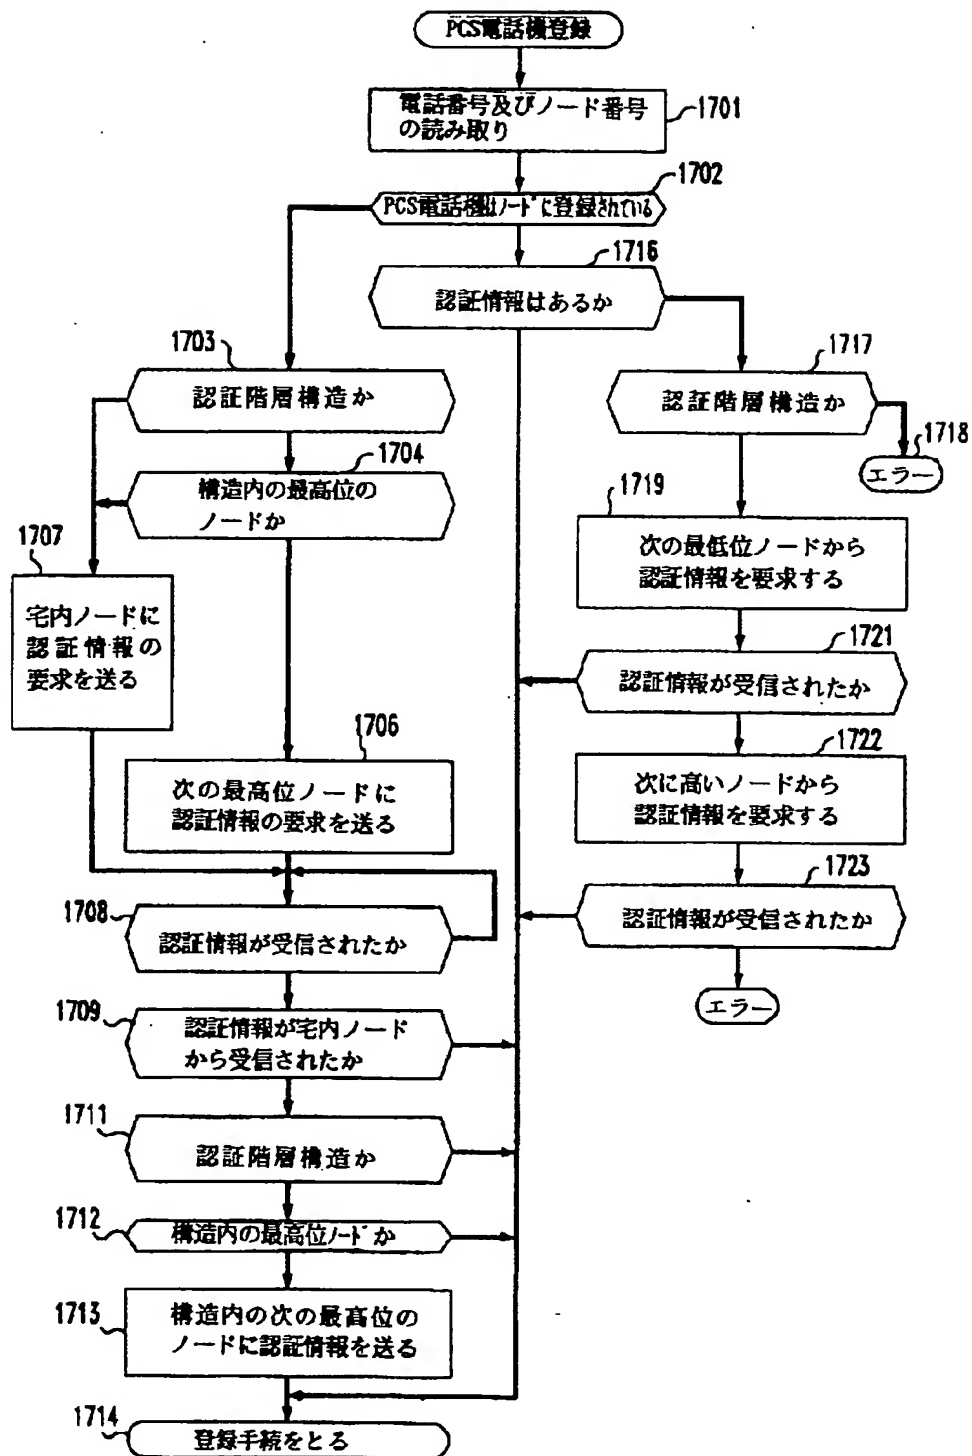 PCS電話機登録
電話番号及びノード番号
の読み取り
1701
1702
PCS電話機はノードに登録されている
1716
認証情報はあるか
1703
認証階層構造か
1717
認証階層構造か
1718
エラー
1704
構造内の最高位の
ノードか
1719
次の最低位ノードから
認証情報を要求する
1707
宅内ノードに
認証情報の
要求を送る
1721
認証情報が受信されたか
1706
次の最高位ノードに
認証情報の要求を送る
1722
次に高いノードから
認証情報を要求する
1723
認証情報が受信されたか
エラー
1708
認証情報が受信されたか
1709
認証情報が宅内ノード
から受信されたか
1711
認証階層構造か
1712
構造内の最高位ノードか
1713
構造内の次の最高位の
ノードに認証情報を送る
1714
登録手続をとる